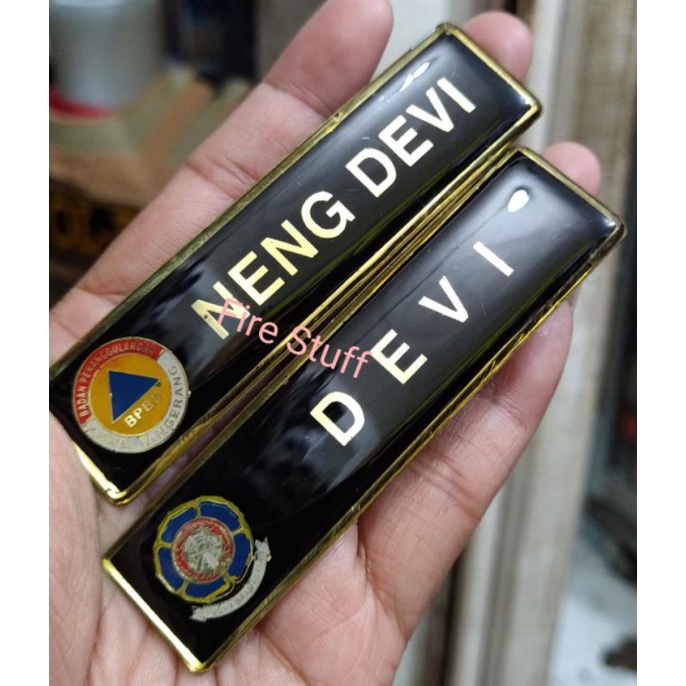 NENG DEVI
BADAN PENANGGULANGAN
BPBD
TANGERANG
Fire Stuff
DEVI